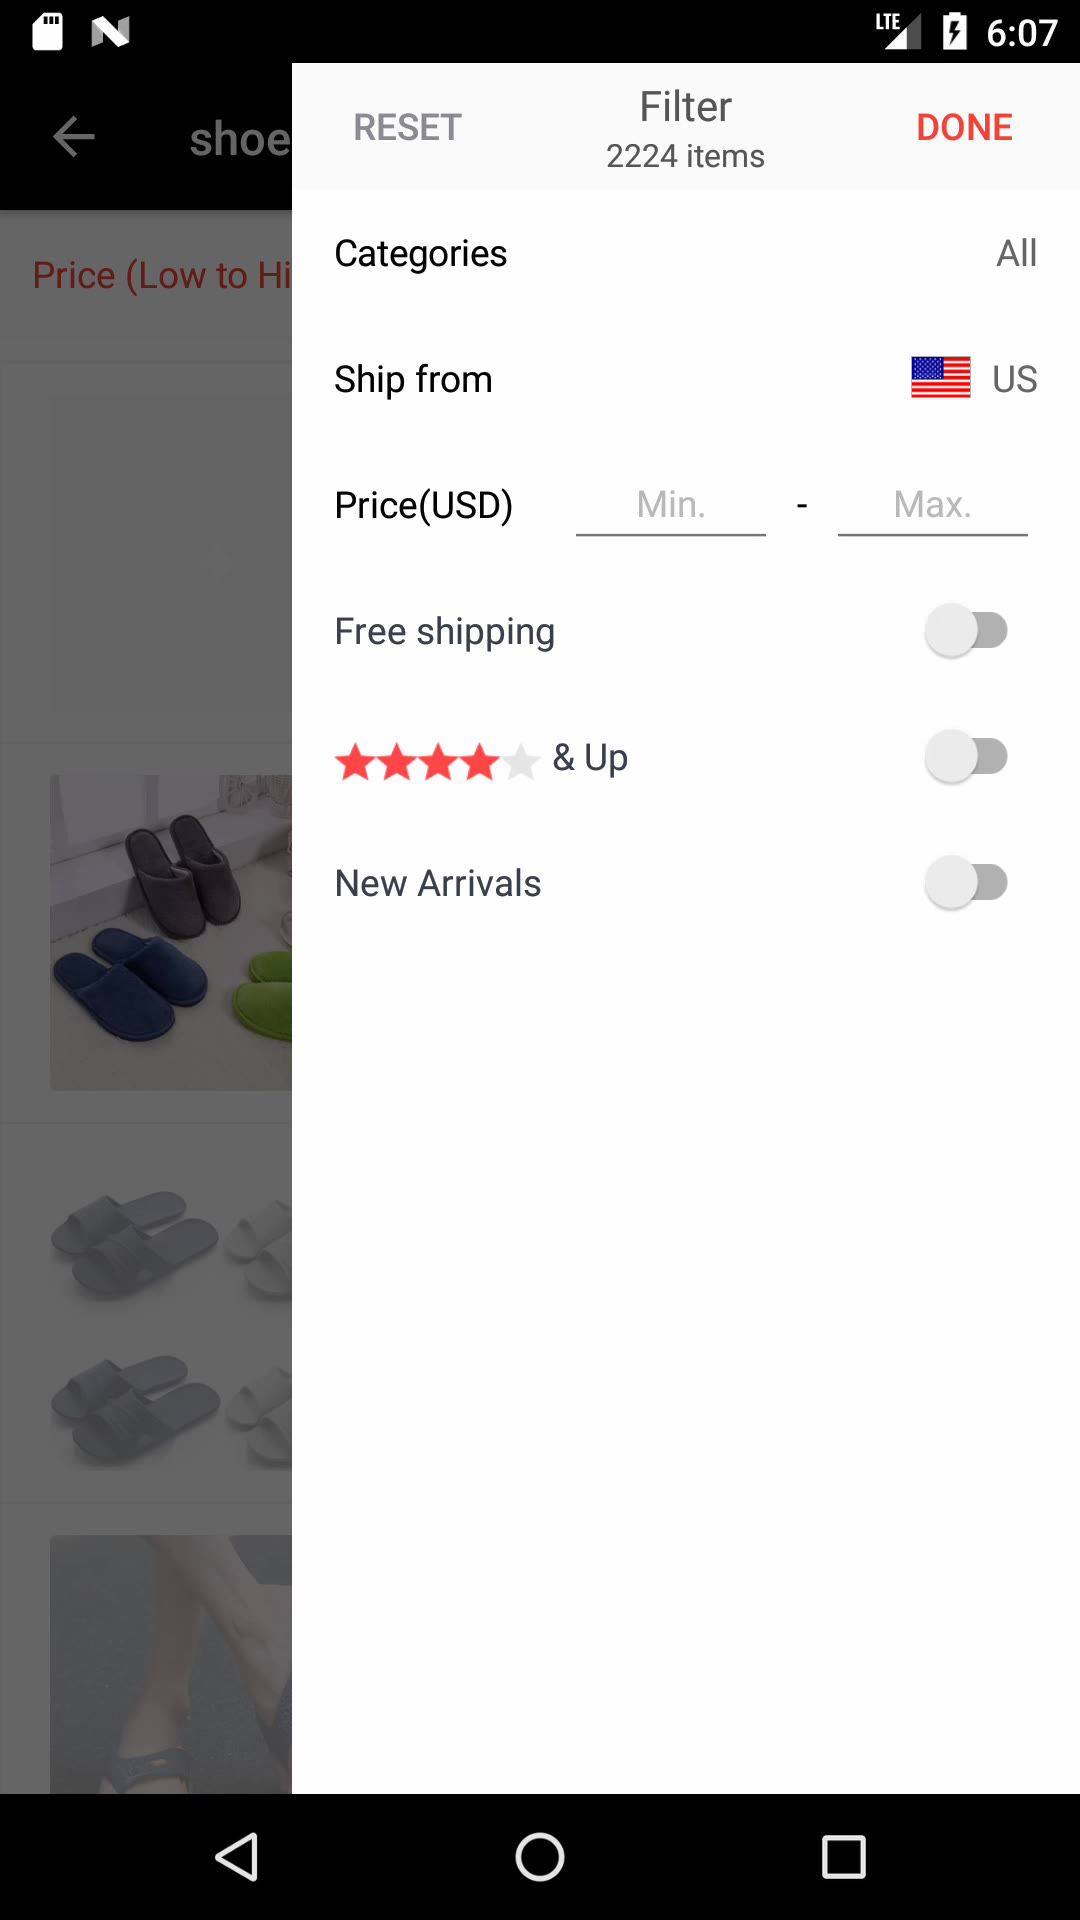 LTE 6:07
shoe
RESET
Filter
DONE
2224 items
Price (Low to Hi
Categories All
Ship from US
Price(USD) Min. - Max.
Free shipping
& Up
New Arrivals